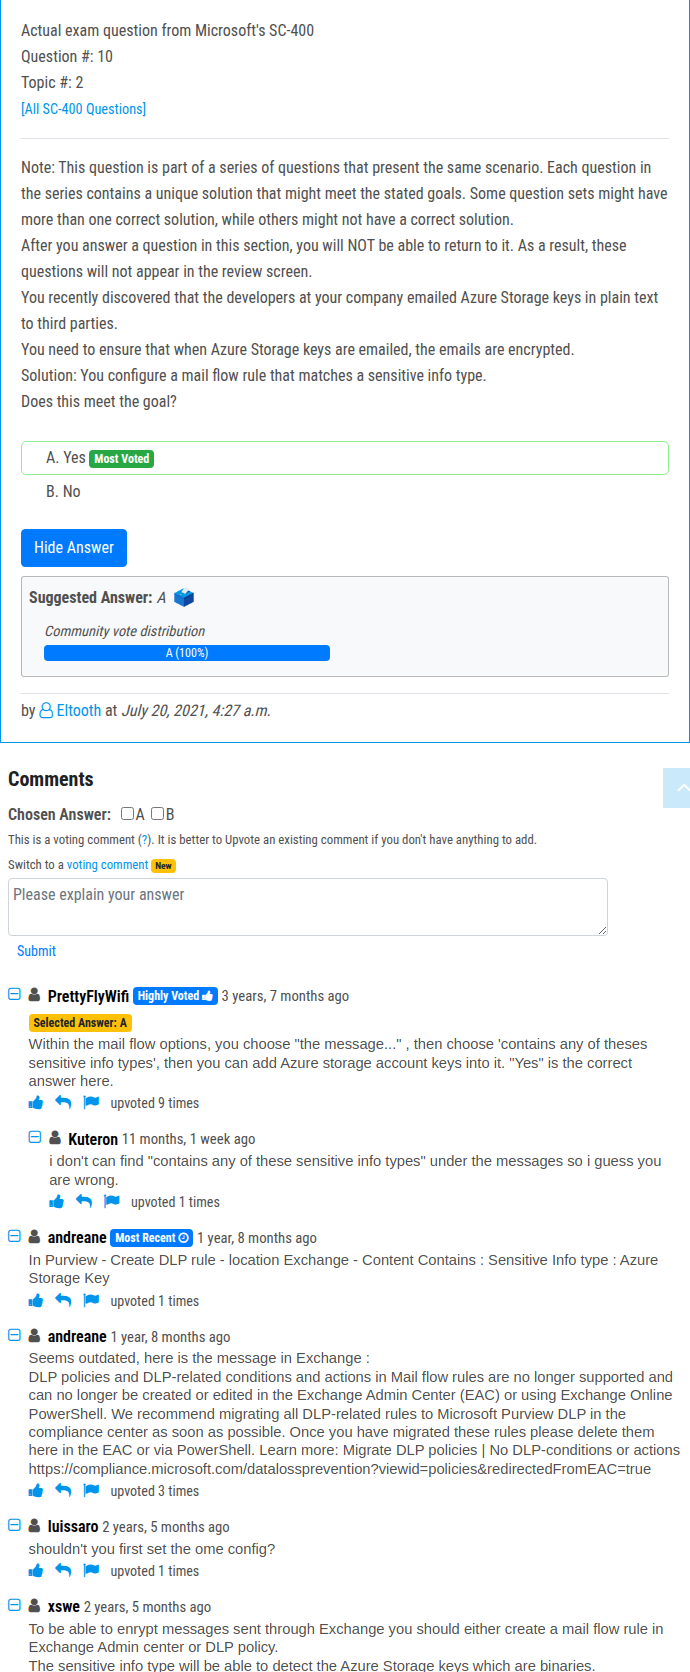 Actual exam question from Microsoft's SC-400
Question #: 10
Topic #: 2
[All SC-400 Questions]
Note: This question is part of a series of questions that present the same scenario. Each question in
the series contains a unique solution that might meet the stated goals. Some question sets might have
more than one correct solution, while others might not have a correct solution.
After you answer a question in this section, you will NOT be able to return to it. As a result, these
questions will not appear in the review screen.
You recently discovered that the developers at your company emailed Azure Storage keys in plain text
to third parties.
You need to ensure that when Azure Storage keys are emailed, the emails are encrypted.
Solution: You configure a mail flow rule that matches a sensitive info type.
Does this meet the goal?
A. Yes Most Voted
B. No
Hide Answer
Suggested Answer: A
Community vote distribution
A (100%)
by Eltooth at July 20, 2021, 4:27 a.m.
Comments
Chosen Answer: A B
This is a voting comment (?). It is better to Upvote an existing comment if you don't have anything to add.
Switch to a voting comment New
Please explain your answer
Submit
PrettyFlyWifi Highly Voted 3 years, 7 months ago
Selected Answer: A
Within the mail flow options, you choose "the message..." , then choose 'contains any of theses
sensitive info types', then you can add Azure storage account keys into it. "Yes" is the correct
answer here.
upvoted 9 times
Kuteron 11 months, 1 week ago
i don't can find "contains any of these sensitive info types" under the messages so i guess you
are wrong.
upvoted 1 times
andreane Most Recent 1 year, 8 months ago
In Purview - Create DLP rule - location Exchange - Content Contains : Sensitive Info type : Azure
Storage Key
upvoted 1 times
andreane 1 year, 8 months ago
Seems outdated, here is the message in Exchange :
DLP policies and DLP-related conditions and actions in Mail flow rules are no longer supported and
can no longer be created or edited in the Exchange Admin Center (EAC) or using Exchange Online
PowerShell. We recommend migrating all DLP-related rules to Microsoft Purview DLP in the
compliance center as soon as possible. Once you have migrated these rules please delete them
here in the EAC or via PowerShell. Learn more: Migrate DLP policies | No DLP-conditions or actions
https://compliance.microsoft.com/datalossprevention?viewid=policies&redirectedFromEAC=true
upvoted 3 times
luissaro 2 years, 5 months ago
shouldn't you first set the ome config?
upvoted 1 times
xswe 2 years, 5 months ago
To be able to enrypt messages sent through Exchange you should either create a mail flow rule in
Exchange Admin center or DLP policy.
The sensitive info type will be able to detect the Azure Storage keys which are binaries.